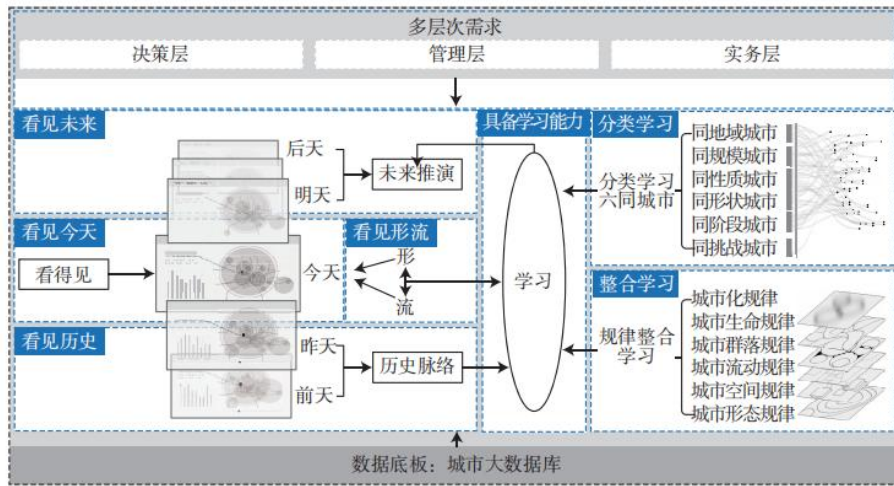 多层次需求
决策层
管理层
实务层
看见未来
后天
明天
未来推演
看见今天
看得见
今天
看见形流
形
流
看见历史
昨天
前天
历史脉络
具备学习能力
学习
分类学习
分类学习
六同城市
同地域城市
同规模城市
同性质城市
同形状城市
同阶段城市
同挑战城市
整合学习
规律整合
学习
城市化规律
城市生命规律
城市群落规律
城市流动规律
城市空间规律
城市形态规律
数据底板：城市大数据库